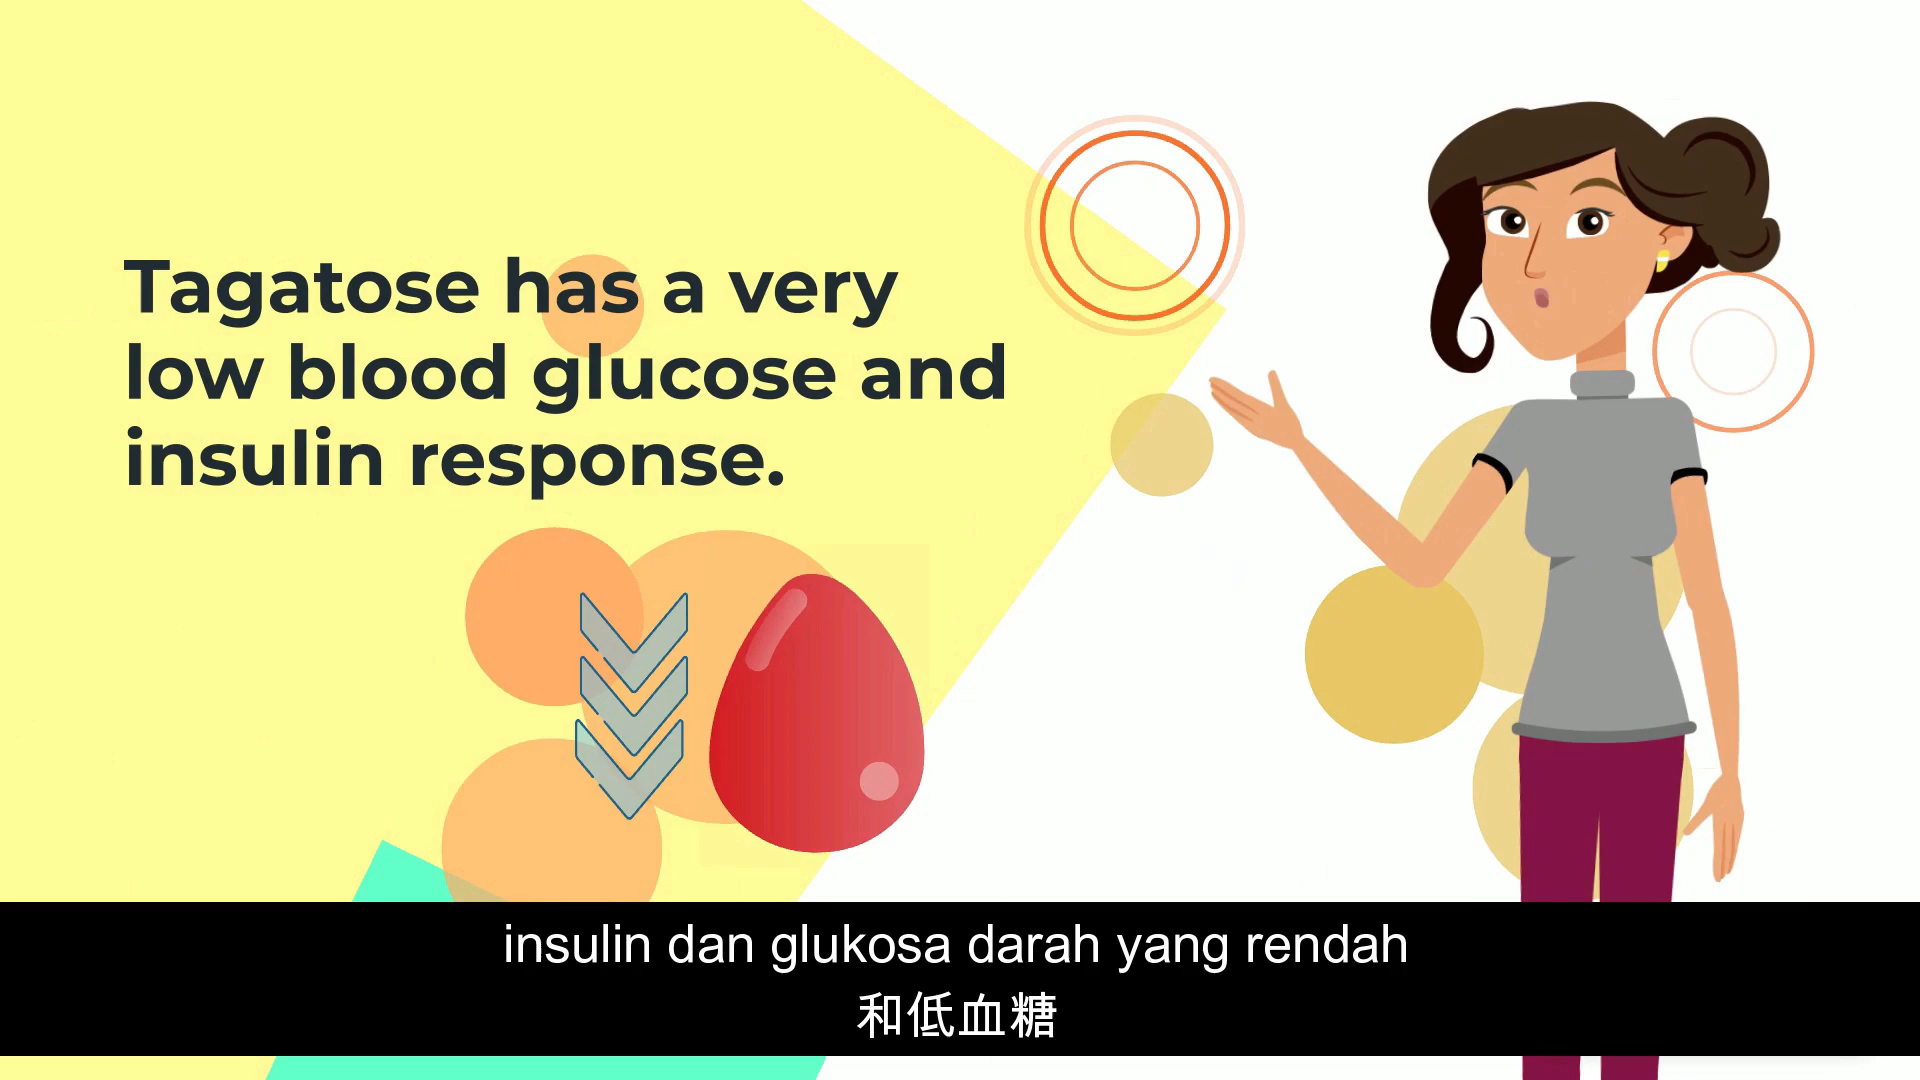 Tagatose has a very
low blood glucose and
insulin response.
insulin dan glukosa darah yang rendah
和低血糖